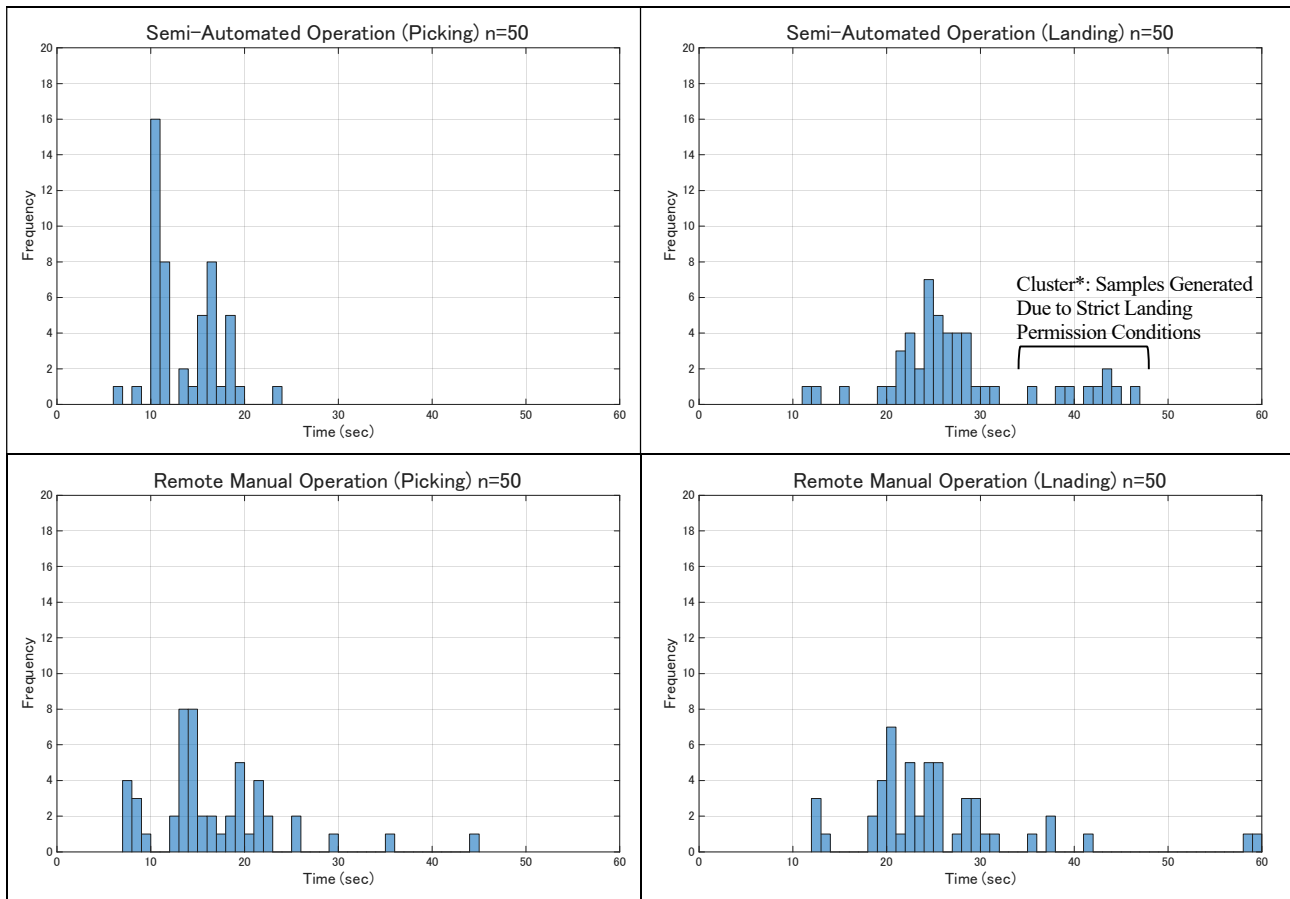 Semi-Automated Operation (Picking) n=50
20
18
16
14
12
10
8
6
4
2
0
Frequency
0 10 20 30 40 50 60
Time (sec)
Semi-Automated Operation (Landing) n=50
20
18
16
14
12
10
8
6
4
2
0
Frequency
Cluster*: Samples Generated
Due to Strict Landing
Permission Conditions
0 10 20 30 40 50 60
Time (sec)
Remote Manual Operation (Picking) n=50
20
18
16
14
12
10
8
6
4
2
0
Frequency
0 10 20 30 40 50 60
Time (sec)
Remote Manual Operation (Lnading) n=50
20
18
16
14
12
10
8
6
4
2
0
Frequency
0 10 20 30 40 50 60
Time (sec)